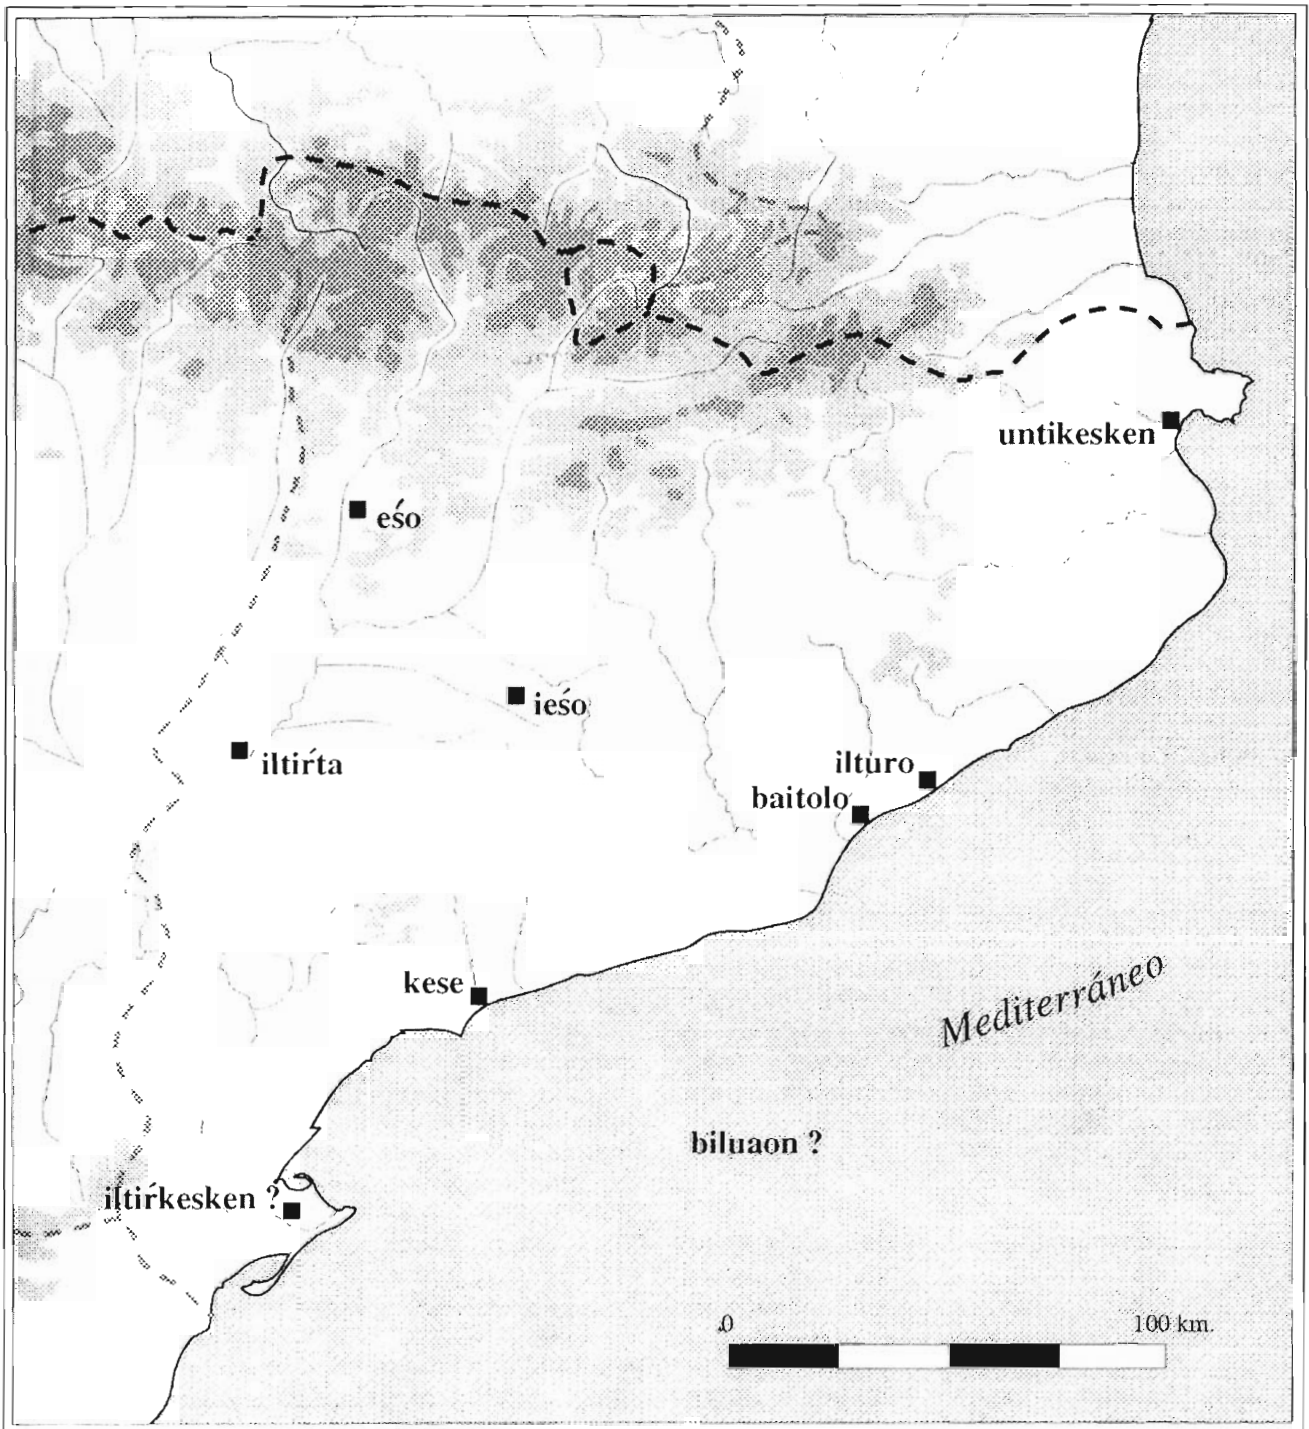 untikesken
eśo
ieśo
iltiŕta
ilturo
baitolo
kese
Mediterráneo
biluaon ?
iltiŕkesken ?
0 100 km.